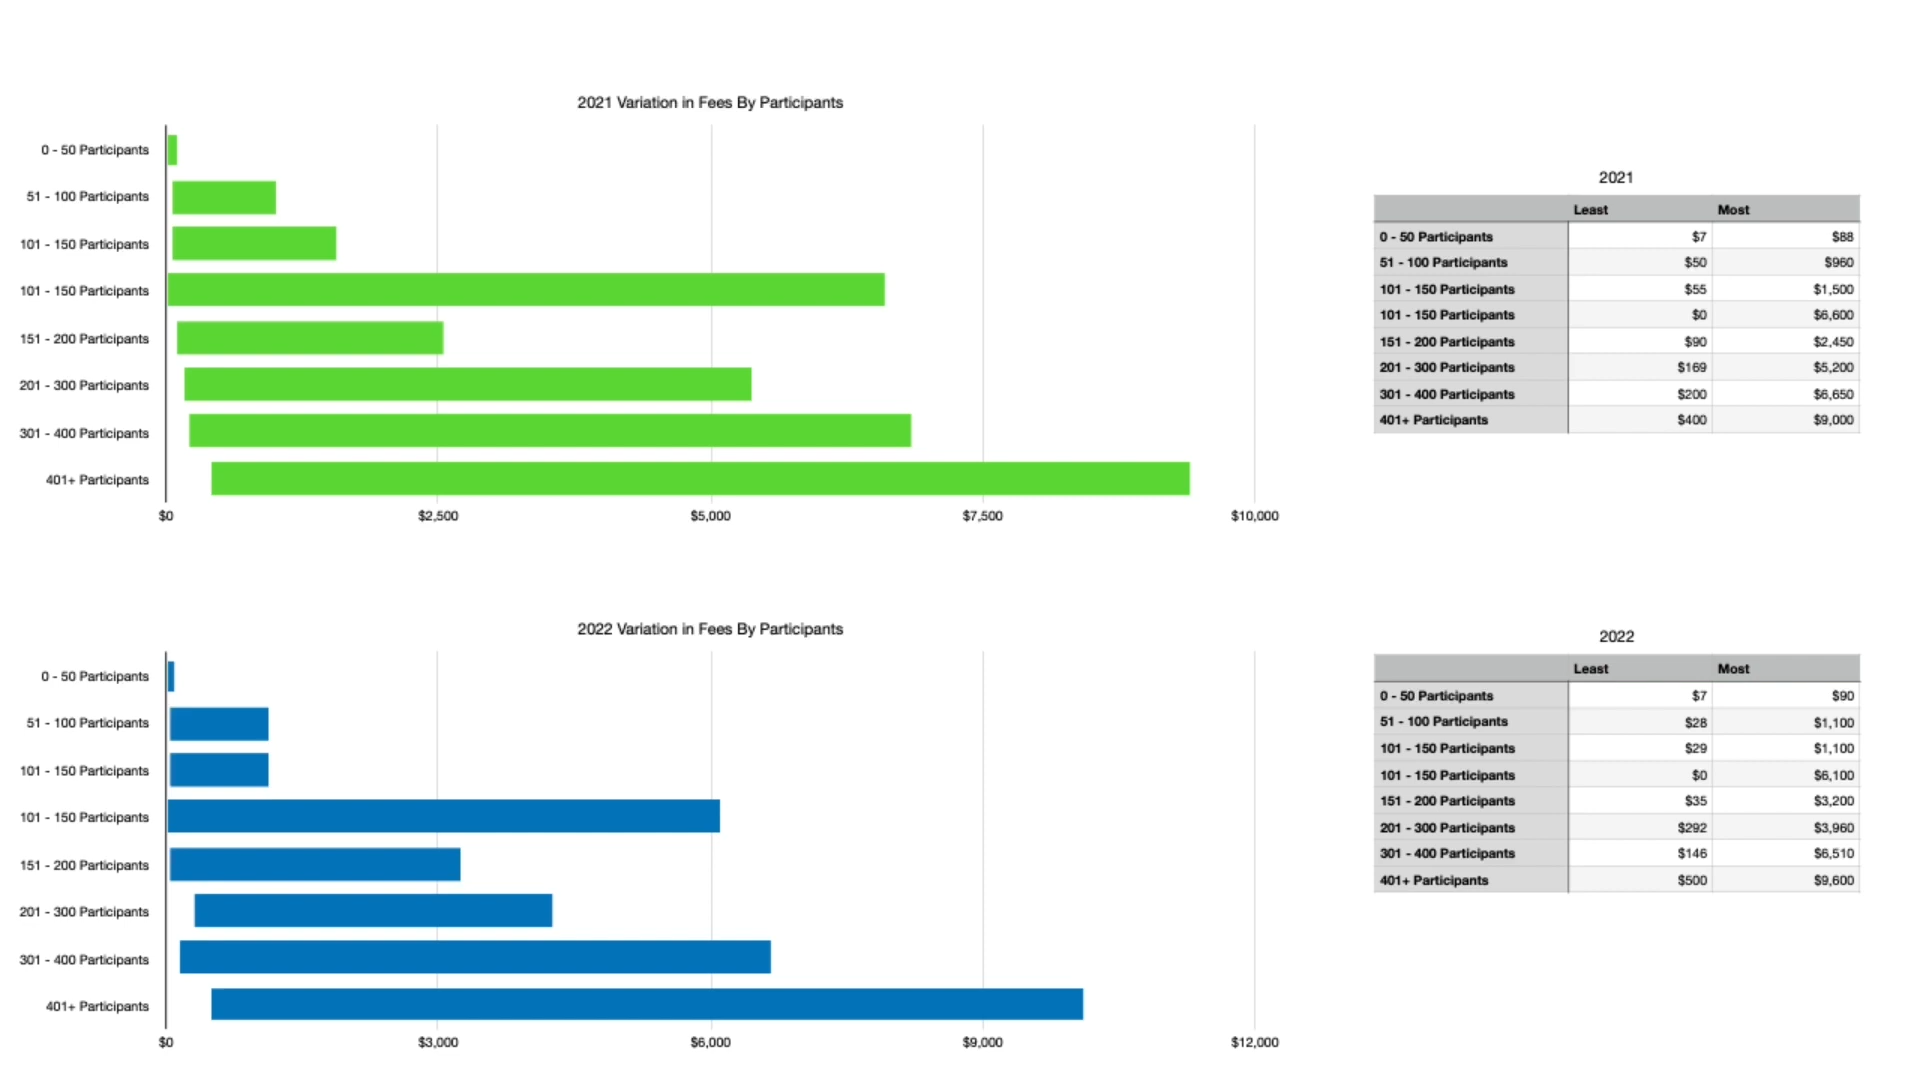 2021 Variation in Fees By Participants
0 - 50 Participants
51 - 100 Participants
101 - 150 Participants
101 - 150 Participants
151 - 200 Participants
201 - 300 Participants
301 - 400 Participants
401+ Participants
$0 $2,500 $5,000 $7,500 $10,000
2021
Least Most
0 - 50 Participants $7 $88
51 - 100 Participants $50 $960
101 - 150 Participants $55 $1,500
101 - 150 Participants $0 $6,600
151 - 200 Participants $90 $2,450
201 - 300 Participants $169 $5,200
301 - 400 Participants $200 $6,650
401+ Participants $400 $9,000
2022 Variation in Fees By Participants
0 - 50 Participants
51 - 100 Participants
101 - 150 Participants
101 - 150 Participants
151 - 200 Participants
201 - 300 Participants
301 - 400 Participants
401+ Participants
$0 $3,000 $6,000 $9,000 $12,000
2022
Least Most
0 - 50 Participants $7 $90
51 - 100 Participants $28 $1,100
101 - 150 Participants $29 $1,100
101 - 150 Participants $0 $6,100
151 - 200 Participants $35 $3,200
201 - 300 Participants $292 $3,960
301 - 400 Participants $146 $6,510
401+ Participants $500 $9,600